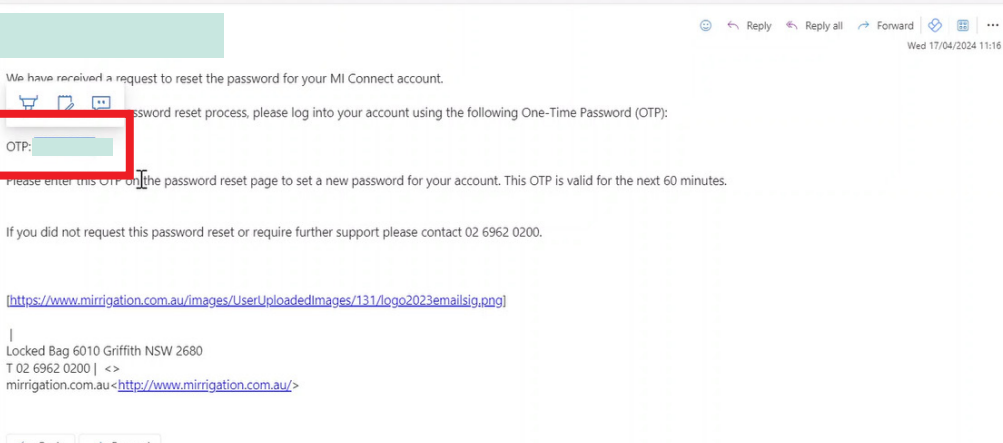 Reply
Reply all
Forward
Wed 17/04/2024 11:16
We have received a request to reset the password for your MI Connect account.
password reset process, please log into your account using the following One-Time Password (OTP):
OTP:
Please enter this OTP on the password reset page to set a new password for your account. This OTP is valid for the next 60 minutes.
If you did not request this password reset or require further support please contact 02 6962 0200.
[https://www.mirrigation.com.au/images/UserUploadedImages/131/logo2023emailsig.png]
|
Locked Bag 6010 Griffith NSW 2680
T 02 6962 0200 | <>
mirrigation.com.au<http://www.mirrigation.com.au/>